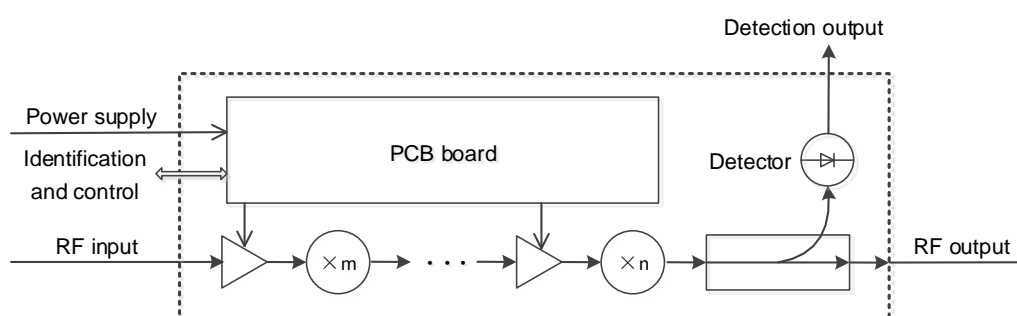 Detection output
Power supply
PCB board
Identification
and control
Detector
RF input
×m
· · ·
×n
RF output